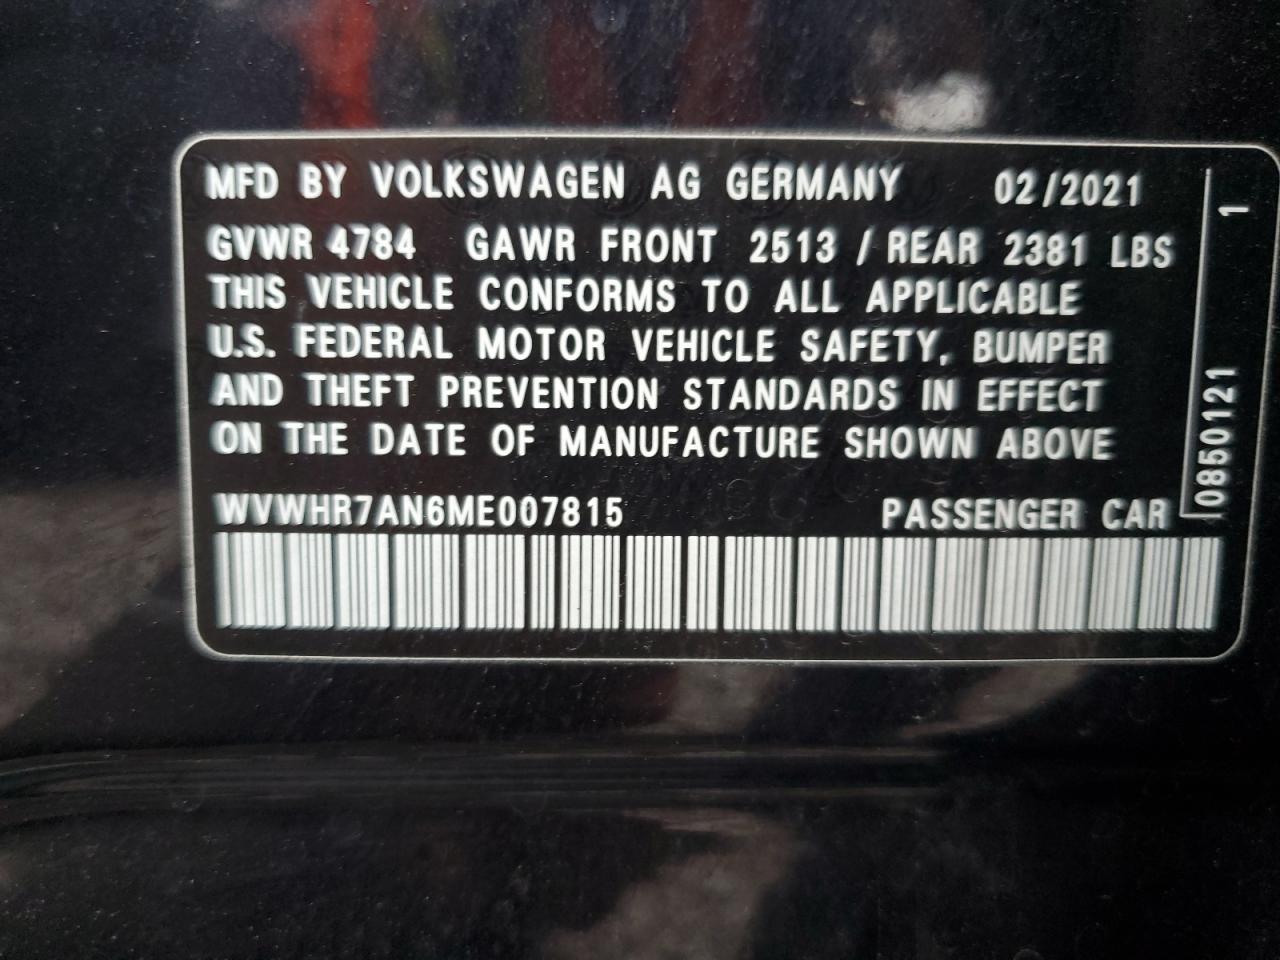 MFD BY VOLKSWAGEN AG GERMANY 02/2021
GVWR 4784 GAWR FRONT 2513 / REAR 2381 LBS
THIS VEHICLE CONFORMS TO ALL APPLICABLE
U.S. FEDERAL MOTOR VEHICLE SAFETY, BUMPER
AND THEFT PREVENTION STANDARDS IN EFFECT
ON THE DATE OF MANUFACTURE SHOWN ABOVE
WVWHR7AN6ME007815 PASSENGER CAR
0850121 1